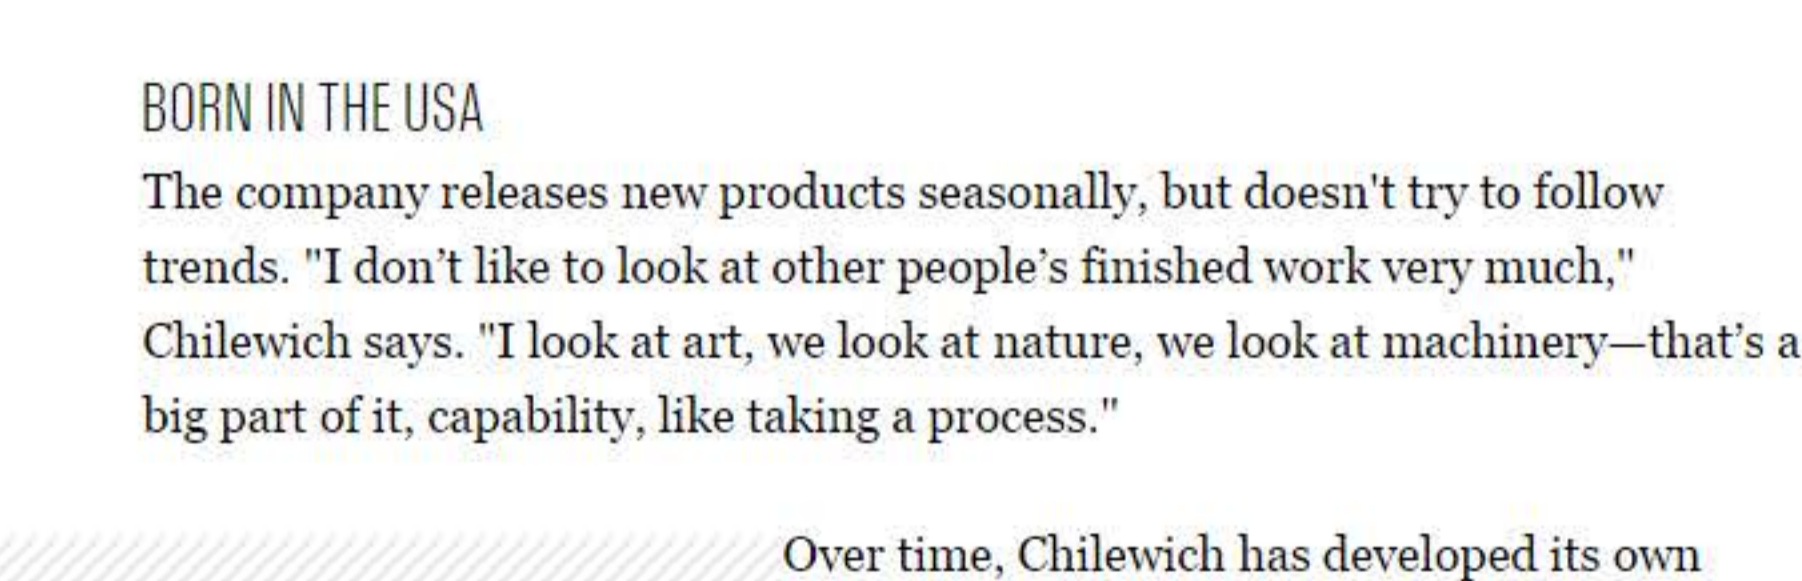 BORN IN THE USA
The company releases new products seasonally, but doesn't try to follow
trends. "I don’t like to look at other people’s finished work very much,"
Chilewich says. "I look at art, we look at nature, we look at machinery—that’s a
big part of it, capability, like taking a process."
Over time, Chilewich has developed its own